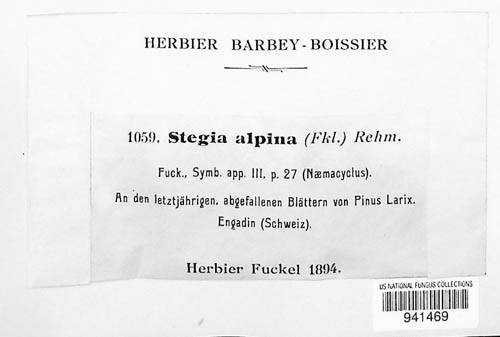 HERBIER BARBEY-BOISSIER
1059. Stegia alpina (Fkl.) Rehm.
Fuck., Symb. app. III. p. 27 (Næmacyclus).
An den letztjährigen, abgefallenen Blättern von Pinus Larix.
Engadin (Schweiz).
Herbier Fuckel 1894.
US NATIONAL FUNGUS COLLECTIONS
941469